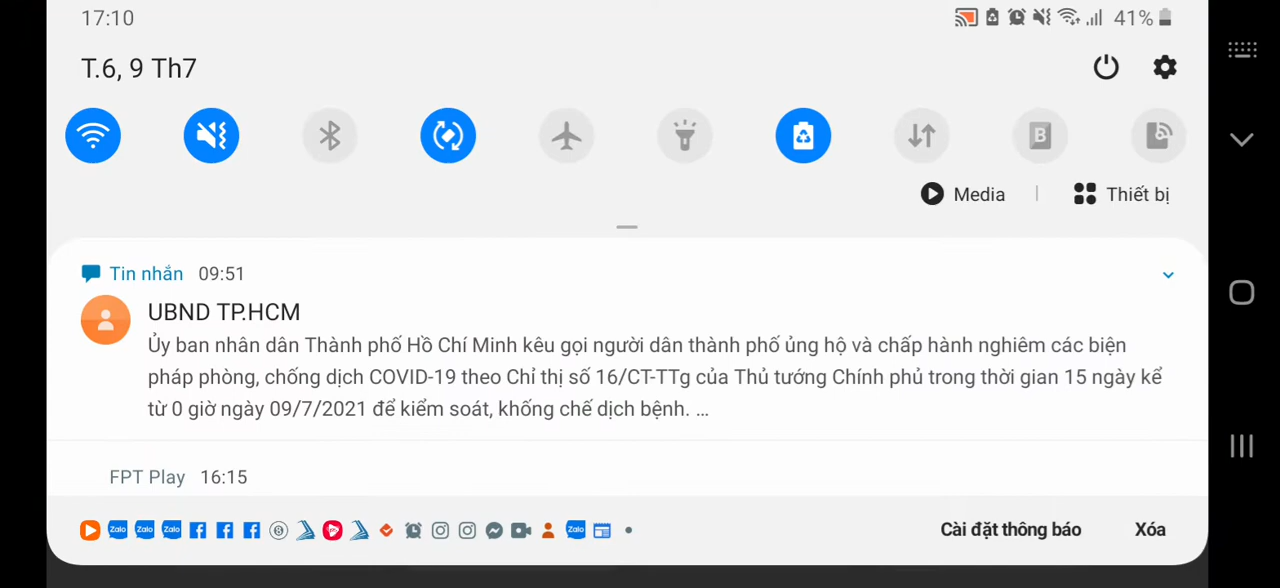 17:10
41%
T.6, 9 Th7
Media
Thiết bị
Tin nhắn 09:51
UBND TP.HCM
Ủy ban nhân dân Thành phố Hồ Chí Minh kêu gọi người dân thành phố ủng hộ và chấp hành nghiêm các biện
pháp phòng, chống dịch COVID-19 theo Chỉ thị số 16/CT-TTg của Thủ tướng Chính phủ trong thời gian 15 ngày kể
từ 0 giờ ngày 09/7/2021 để kiểm soát, khống chế dịch bệnh. ...
FPT Play 16:15
Zalo Zalo Zalo Zalo
Cài đặt thông báo
Xóa